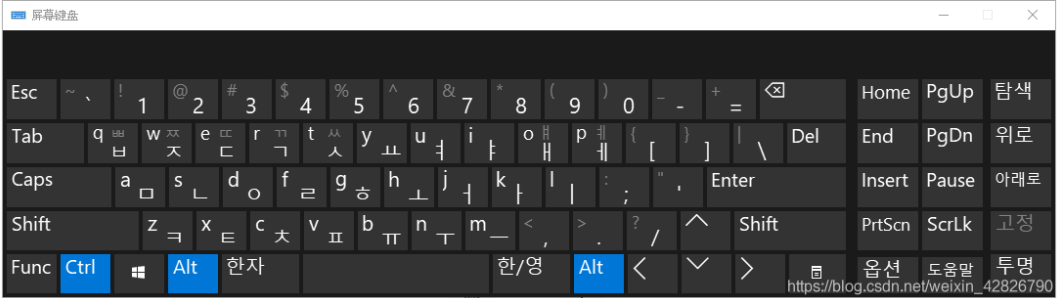 屏幕键盘
Esc ~ ` ! 1 @ 2 # 3 $ 4 % 5 ^ 6 & 7 * 8 ( 9 ) 0 _ - + = Home PgUp 탐색
Tab q ㅃ ㅂ w ㅉ ㅈ e ㄸ ㄷ r ㄲ ㄱ t ㅆ ㅅ y ㅛ u ㅕ i ㅑ o ㅒ ㅐ p ㅖ ㅔ { [ } ] | \ Del End PgDn 위로
Caps a ㅁ s ㄴ d ㅇ f ㄹ g ㅎ h ㅗ j ㅓ k ㅏ l ㅣ : ; " ' Enter Insert Pause 아래로
Shift z ㅋ x ㅌ c ㅊ v ㅍ b ㅠ n ㅜ m ㅡ < , > . ? / Shift PrtScn ScrLk 고정
Func Ctrl Alt 한자 한/영 Alt 옵션 도움말 투명
https://blog.csdn.net/weixin_42826790